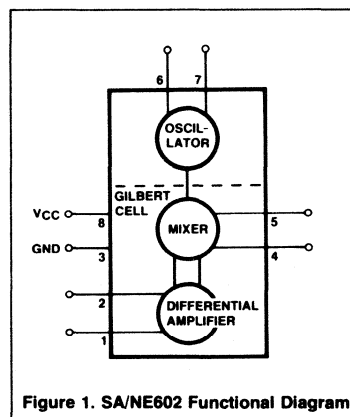 6 7
OSCIL-
LATOR
GILBERT
CELL
VCC 8
MIXER
5
GND 3
4
2
DIFFERENTIAL
AMPLIFIER
1
Figure 1. SA/NE602 Functional Diagram